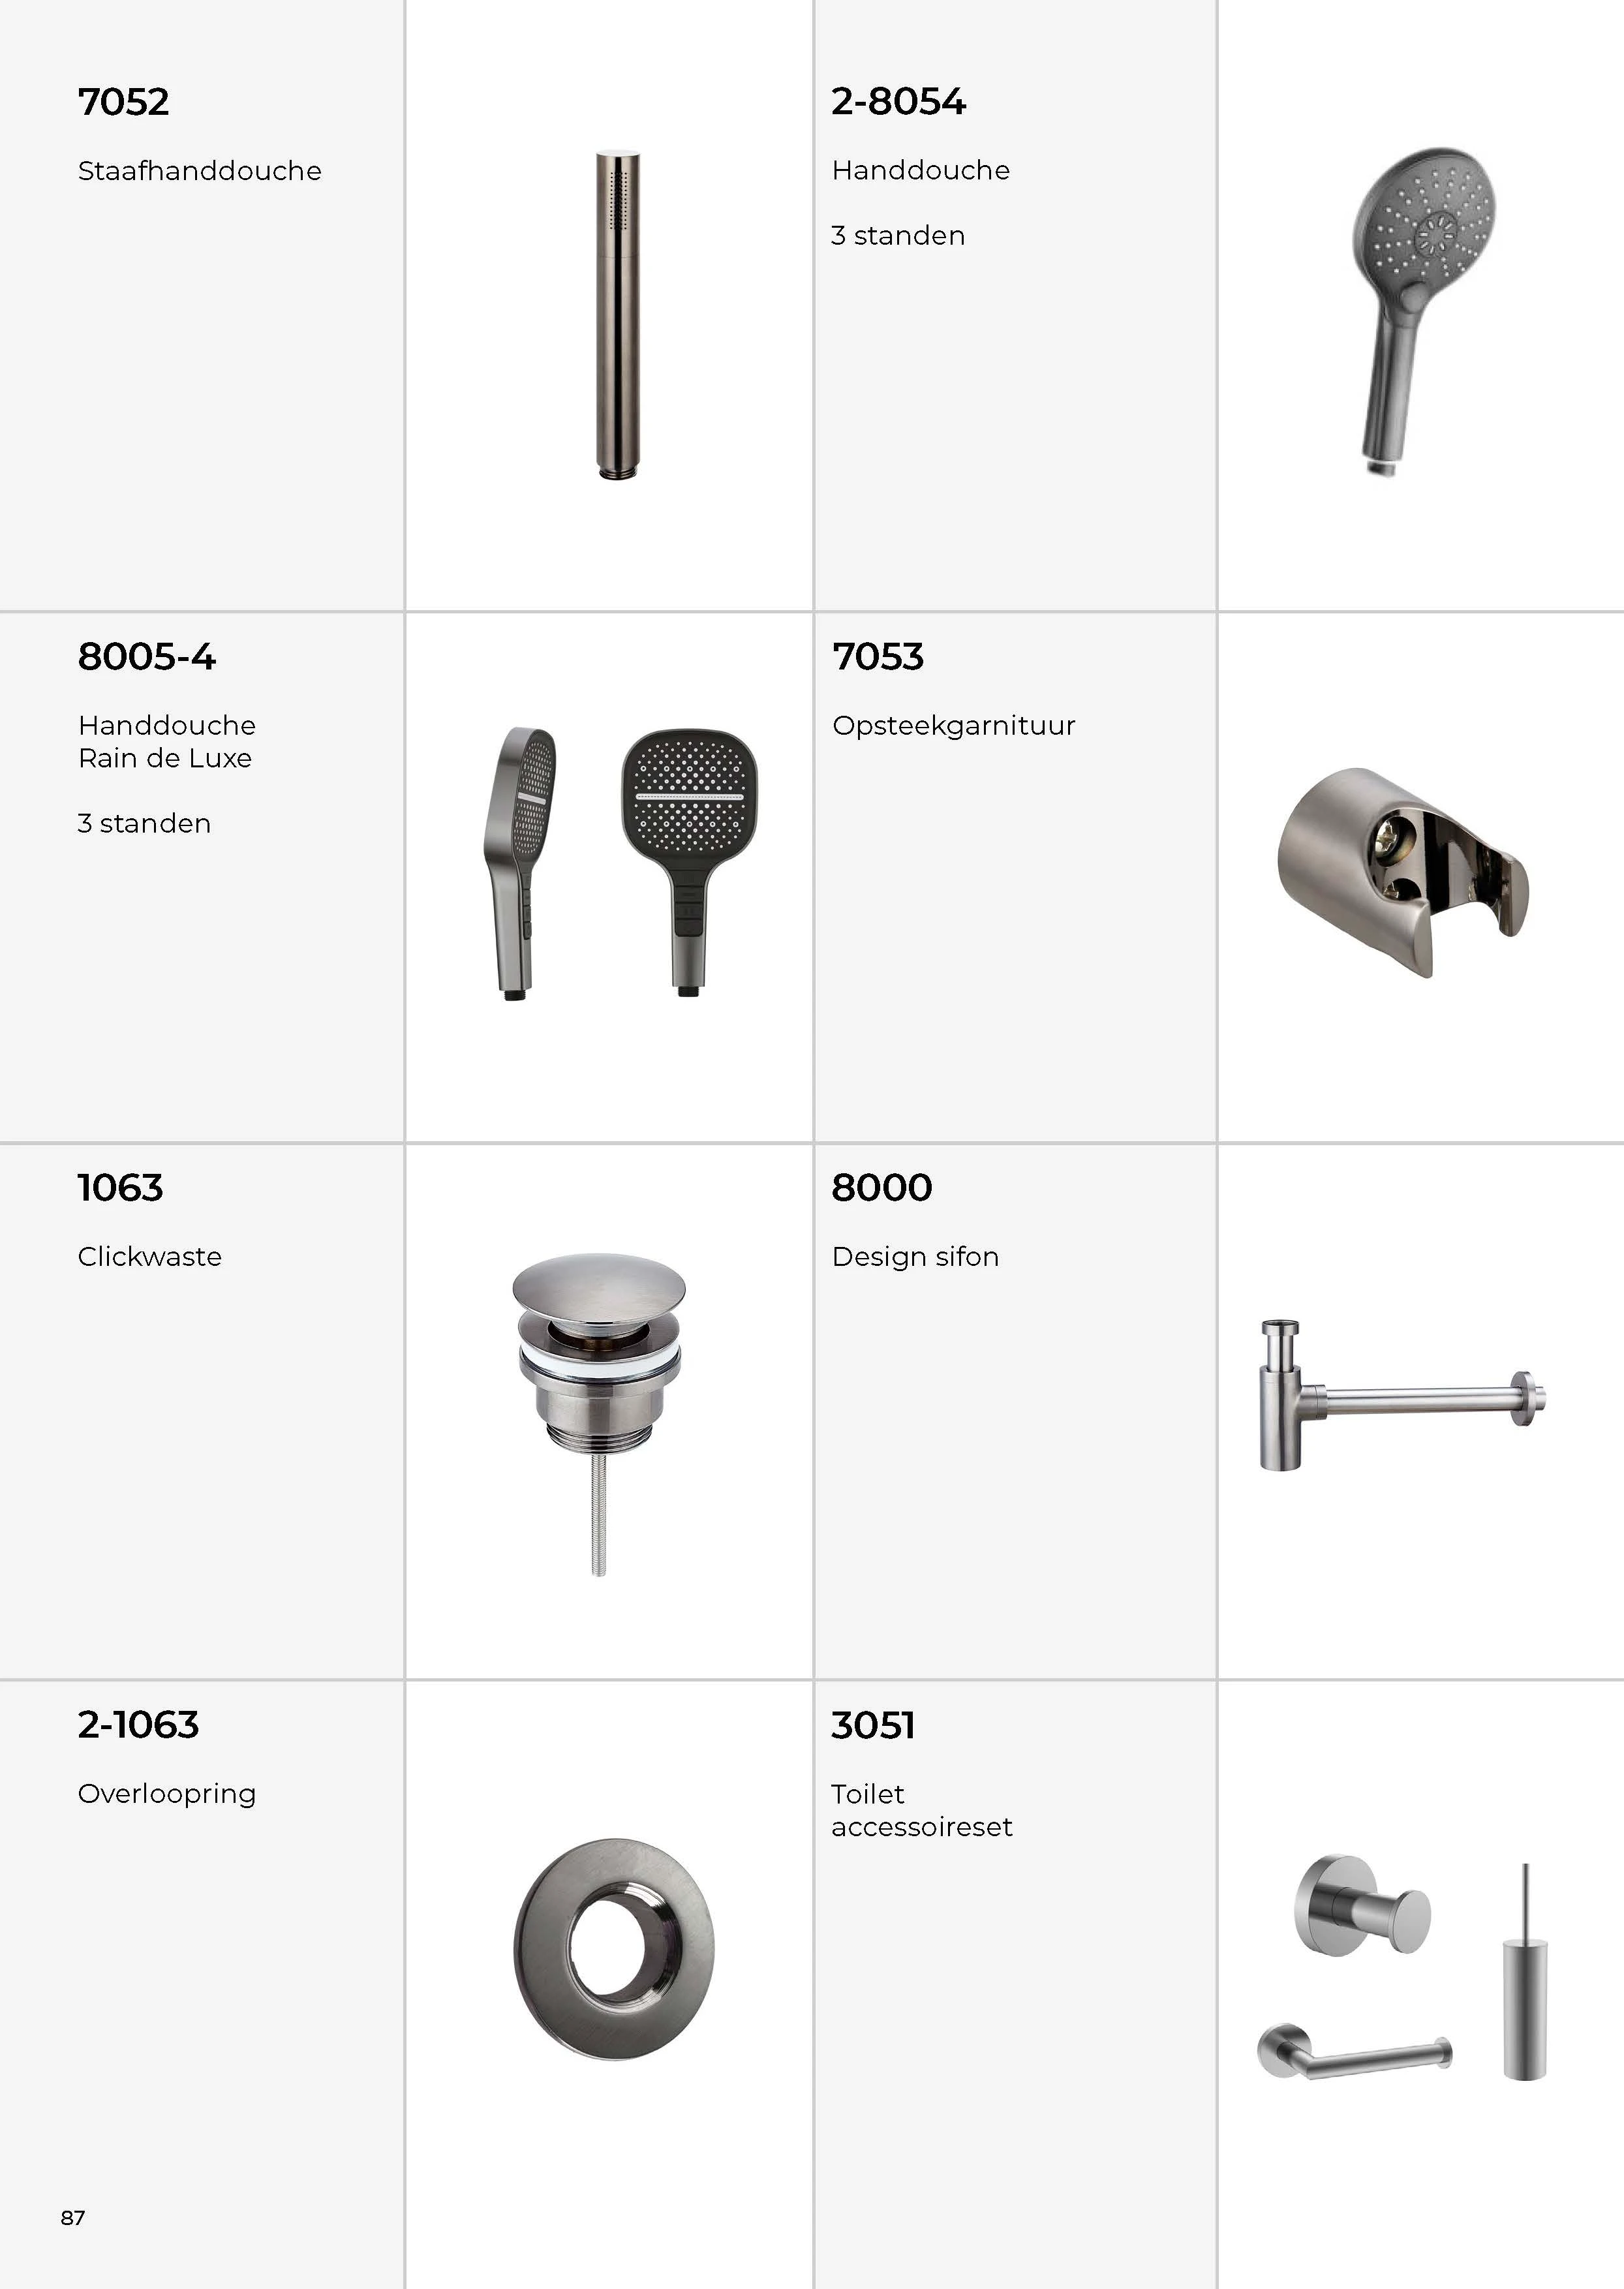 7052
Staafhanddouche
2-8054
Handdouche
3 standen
8005-4
Handdouche
Rain de Luxe
3 standen
7053
Opsteekgarnituur
1063
Clickwaste
8000
Design sifon
2-1063
Overloopring
3051
Toilet
accessoireset
87